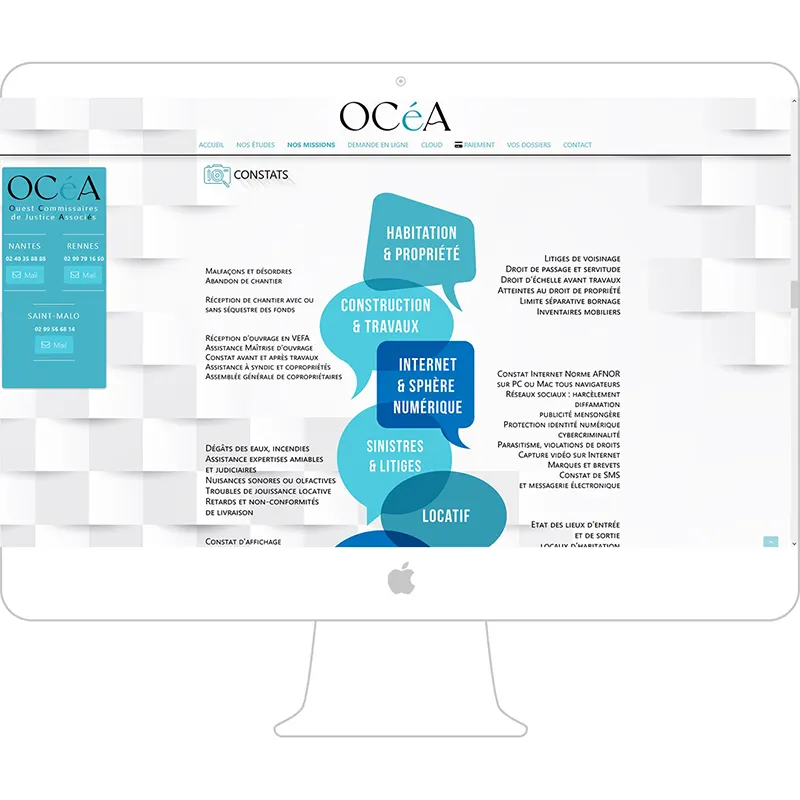 OCéA
ACCUEIL NOS ÉTUDES NOS MISSIONS DEMANDE EN LIGNE CLOUD PAIEMENT VOS DOSSIERS CONTACT
OCéA
Ouest Commissaires
de Justice Associés
NANTES
02 40 35 88 88
Mail
RENNES
02 99 79 16 50
Mail
SAINT-MALO
02 99 56 68 14
Mail
CONSTATS
HABITATION
& PROPRIÉTÉ
LITIGES DE VOISINAGE
DROIT DE PASSAGE ET SERVITUDE
DROIT D'ÉCHELLE AVANT TRAVAUX
ATTEINTES AU DROIT DE PROPRIÉTÉ
LIMITE SÉPARATIVE BORNAGE
INVENTAIRES MOBILIERS
MALFAÇONS ET DÉSORDRES
ABANDON DE CHANTIER
RÉCEPTION DE CHANTIER AVEC OU
SANS SÉQUESTRE DES FONDS
RÉCEPTION D'OUVRAGE EN VEFA
ASSISTANCE MAÎTRISE D'OUVRAGE
CONSTAT AVANT ET APRÈS TRAVAUX
ASSISTANCE À SYNDIC ET COPROPRIÉTÉS
ASSEMBLÉE GÉNÉRALE DE COPROPRIÉTAIRES
CONSTRUCTION
& TRAVAUX
INTERNET
& SPHÈRE
NUMÉRIQUE
CONSTAT INTERNET NORME AFNOR
SUR PC OU MAC TOUS NAVIGATEURS
RÉSEAUX SOCIAUX : HARCÈLEMENT
DIFFAMATION
PUBLICITÉ MENSONGÈRE
PROTECTION IDENTITÉ NUMÉRIQUE
CYBERCRIMINALITÉ
PARASITISME, VIOLATIONS DE DROITS
CAPTURE VIDÉO SUR INTERNET
MARQUES ET BREVETS
CONSTAT DE SMS
ET MESSAGERIE ÉLECTRONIQUE
SINISTRES
& LITIGES
DÉGÂTS DES EAUX, INCENDIES
ASSISTANCE EXPERTISES AMIABLES
ET JUDICIAIRES
NUISANCES SONORES OU OLFACTIVES
TROUBLES DE JOUISSANCE LOCATIVE
RETARDS ET NON-CONFORMITÉS
DE LIVRAISON
LOCATIF
ETAT DES LIEUX D'ENTRÉE
ET DE SORTIE
LOCAUX D'HABITATION
CONSTAT D'AFFICHAGE